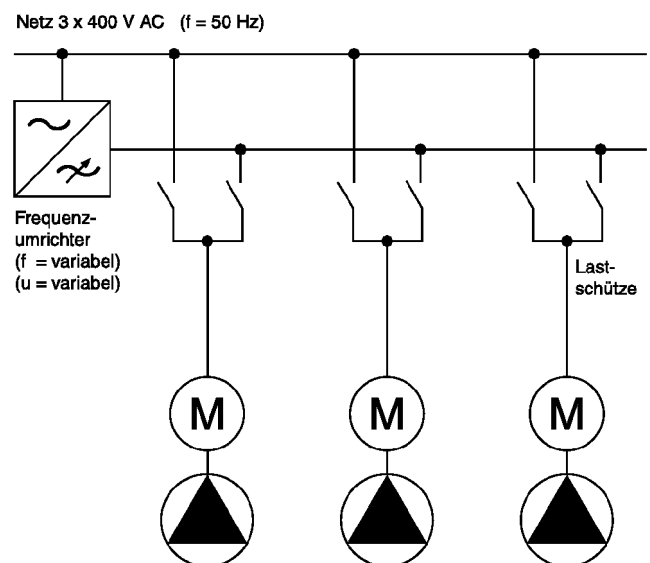 Netz 3 x 400 V AC (f = 50 Hz)
Frequenz-
umrichter
(f = variabel)
(u = variabel)
Last-
schütze
M
M
M